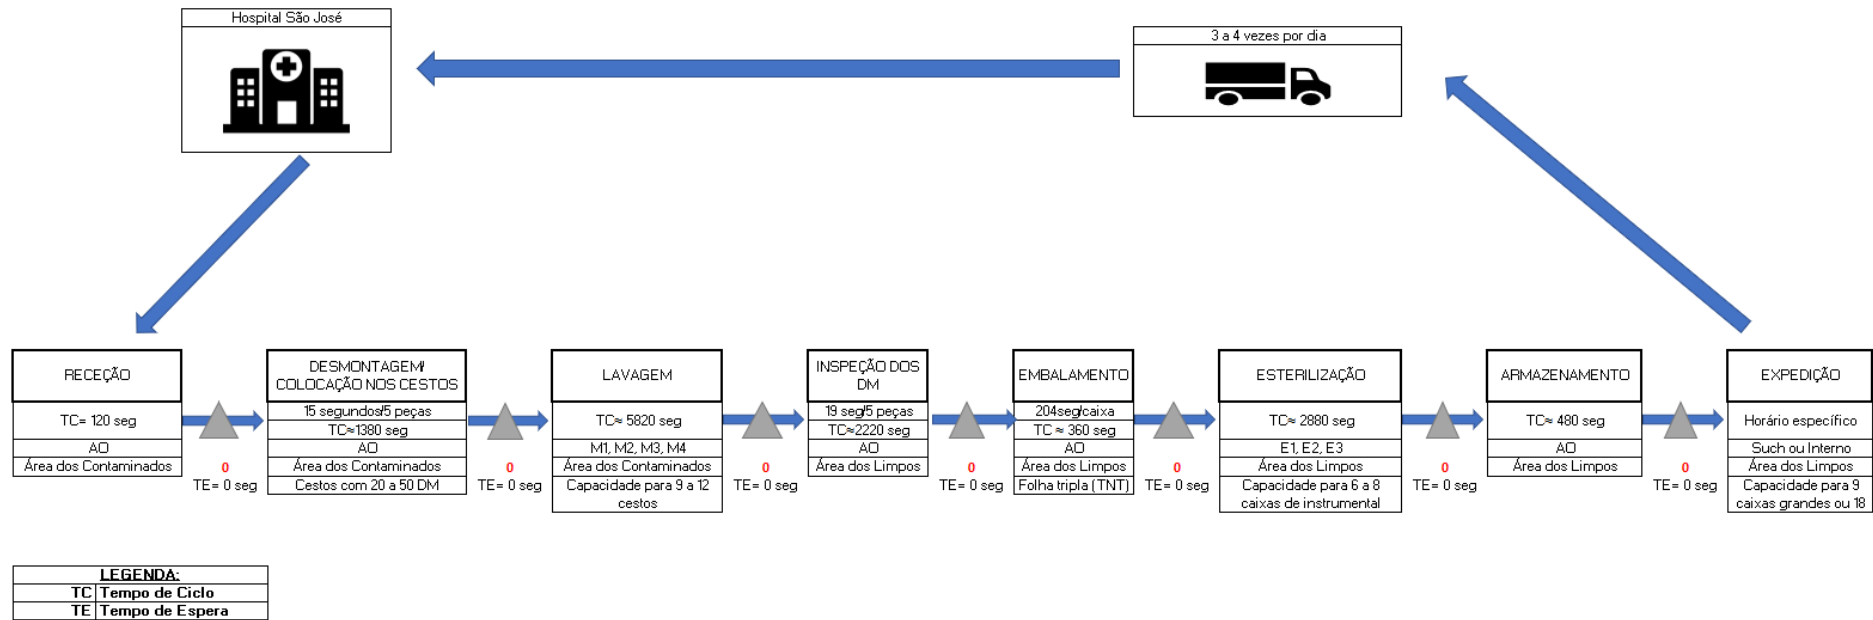 Hospital São José
3 a 4 vezes por dia
RECEÇÃO
TC= 120 seg
AO
Área dos Contaminados
0
TE= 0 seg
DESMONTAGEM/
COLOCAÇÃO NOS CESTOS
15 segundos/5 peças
TC≈1380 seg
AO
Área dos Contaminados
Cestos com 20 a 50 DM
0
TE= 0 seg
LAVAGEM
TC≈ 5820 seg
M1, M2, M3, M4
Área dos Contaminados
Capacidade para 9 a 12
cestos
0
TE= 0 seg
INSPEÇÃO DOS
DM
19 seg/5 peças
TC≈2220 seg
AO
Área dos Limpos
0
TE= 0 seg
EMBALAMENTO
204seg/caixa
TC ≈ 360 seg
AO
Área dos Limpos
Folha tripla (TNT)
0
TE= 0 seg
ESTERILIZAÇÃO
TC≈ 2880 seg
E1, E2, E3
Área dos Limpos
Capacidade para 6 a 8
caixas de instrumental
0
TE= 0 seg
ARMAZENAMENTO
TC≈ 480 seg
AO
Área dos Limpos
0
TE= 0 seg
EXPEDIÇÃO
Horário específico
Such ou Interno
Área dos Limpos
Capacidade para 9
caixas grandes ou 18
LEGENDA:
TC Tempo de Ciclo
TE Tempo de Espera